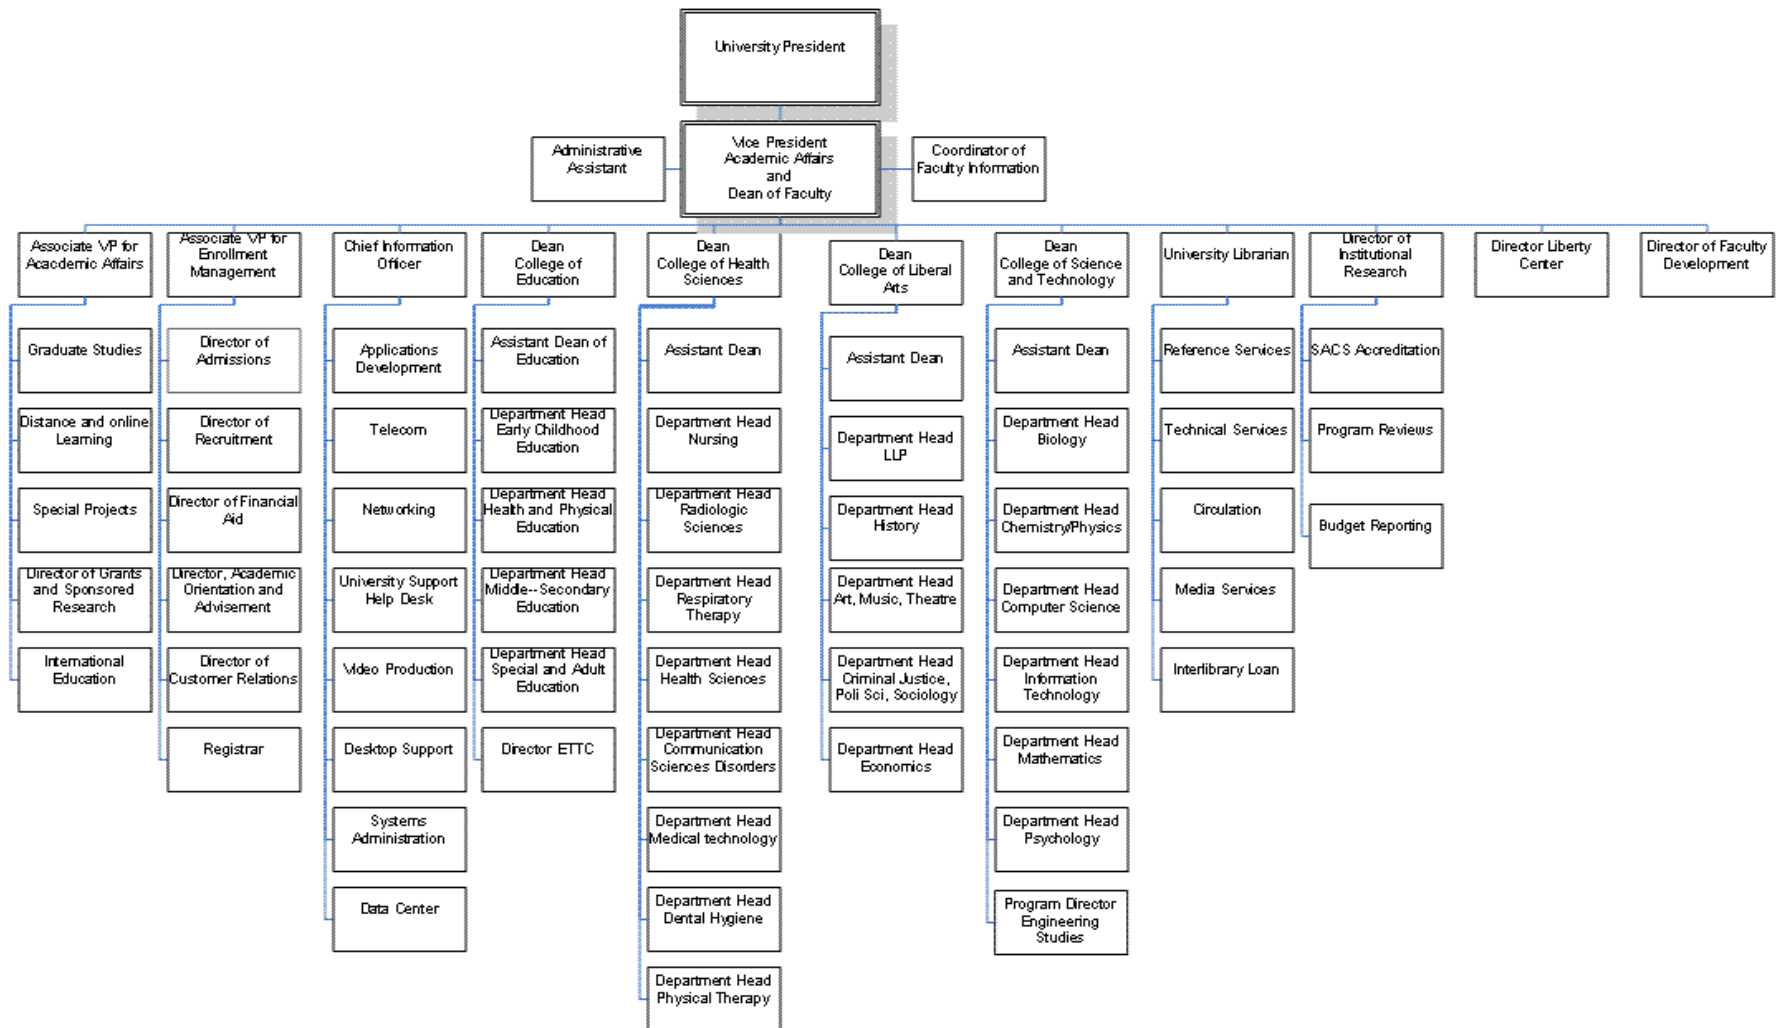 University President
Vice President
Academic Affairs
and
Dean of Faculty
Administrative
Assistant
Coordinator of
Faculty Information
Associate VP for
Acacdemic Affairs
Graduate Studies
Distance and online
Learning
Special Projects
Director of Grants
and Sponsored
Research
International
Education
Associate VP for
Enrollment
Management
Director of
Admissions
Director of
Recruitment
Director of Financial
Aid
Director, Academic
Orientation and
Advisement
Director of
Customer Relations
Registrar
Chief Information
Officer
Applications
Development
Telecom
Networking
University Support
Help Desk
Video Production
Desktop Support
Systems
Administration
Data Center
Dean
College of
Education
Assistant Dean of
Education
Department Head
Early Childhood
Education
Department Head
Health and Physical
Education
Department Head
Middle--Secondary
Education
Department Head
Special and Adult
Education
Director ETTC
Dean
College of Health
Sciences
Assistant Dean
Department Head
Nursing
Department Head
Radiologic
Sciences
Department Head
Respiratory
Therapy
Department Head
Health Sciences
Department Head
Communication
Sciences Disorders
Department Head
Medical technology
Department Head
Dental Hygiene
Department Head
Physical Therapy
Dean
College of Liberal
Arts
Assistant Dean
Department Head
LLP
Department Head
History
Department Head
Art, Music, Theatre
Department Head
Criminal Justice,
Poli Sci, Sociology
Department Head
Economics
Dean
College of Science
and Technology
Assistant Dean
Department Head
Biology
Department Head
Chemistry/Physics
Department Head
Computer Science
Department Head
Information
Technology
Department Head
Mathematics
Department Head
Psychology
Program Director
Engineering
Studies
University Librarian
Reference Services
Technical Services
Circulation
Media Services
Interlibrary Loan
Director of
Institutional
Research
SACS Accreditation
Program Reviews
Budget Reporting
Director Liberty
Center
Director of Faculty
Development